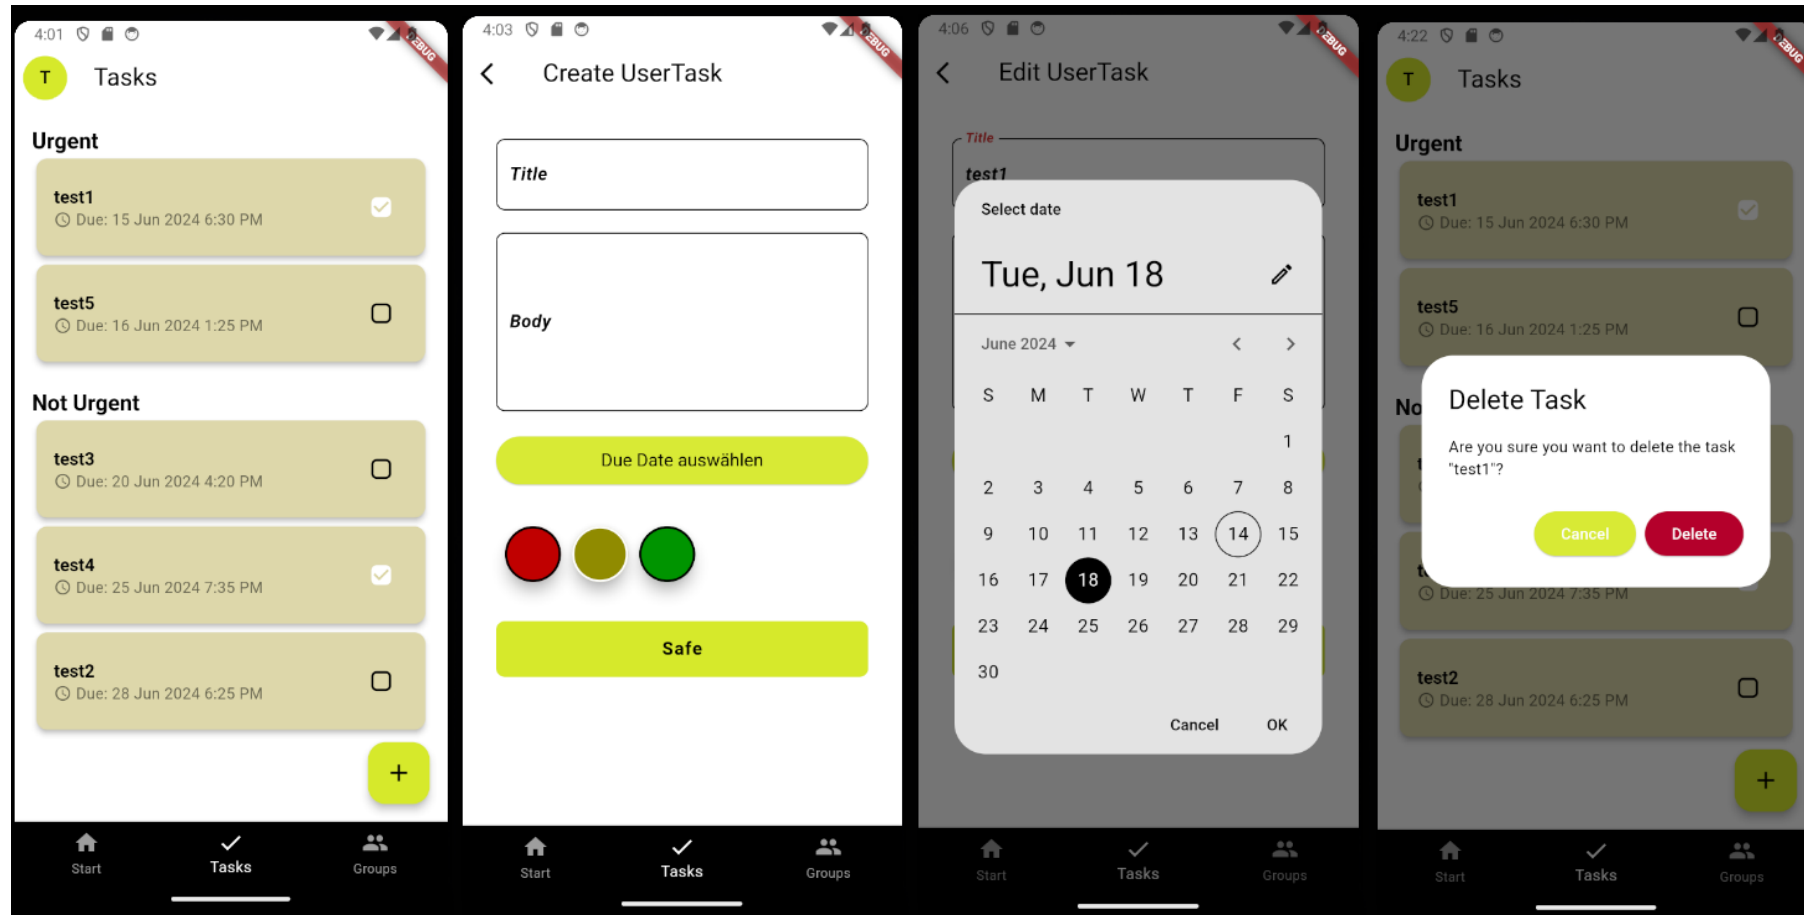 4:01
DEBUG
T Tasks
Urgent
test1
Due: 15 Jun 2024 6:30 PM
test5
Due: 16 Jun 2024 1:25 PM
Not Urgent
test3
Due: 20 Jun 2024 4:20 PM
test4
Due: 25 Jun 2024 7:35 PM
test2
Due: 28 Jun 2024 6:25 PM
+
Start Tasks Groups
4:03
DEBUG
Create UserTask
Title
Body
Due Date auswählen
Safe
Start Tasks Groups
4:06
DEBUG
Edit UserTask
Title
test1
Select date
Tue, Jun 18
June 2024
S M T W T F S
1
2 3 4 5 6 7 8
9 10 11 12 13 14 15
16 17 18 19 20 21 22
23 24 25 26 27 28 29
30
Cancel OK
Start Tasks Groups
4:22
DEBUG
T Tasks
Urgent
test1
Due: 15 Jun 2024 6:30 PM
test5
Due: 16 Jun 2024 1:25 PM
Delete Task
Are you sure you want to delete the task
"test1"?
Cancel Delete
Due: 25 Jun 2024 7:35 PM
test2
Due: 28 Jun 2024 6:25 PM
+
Start Tasks Groups